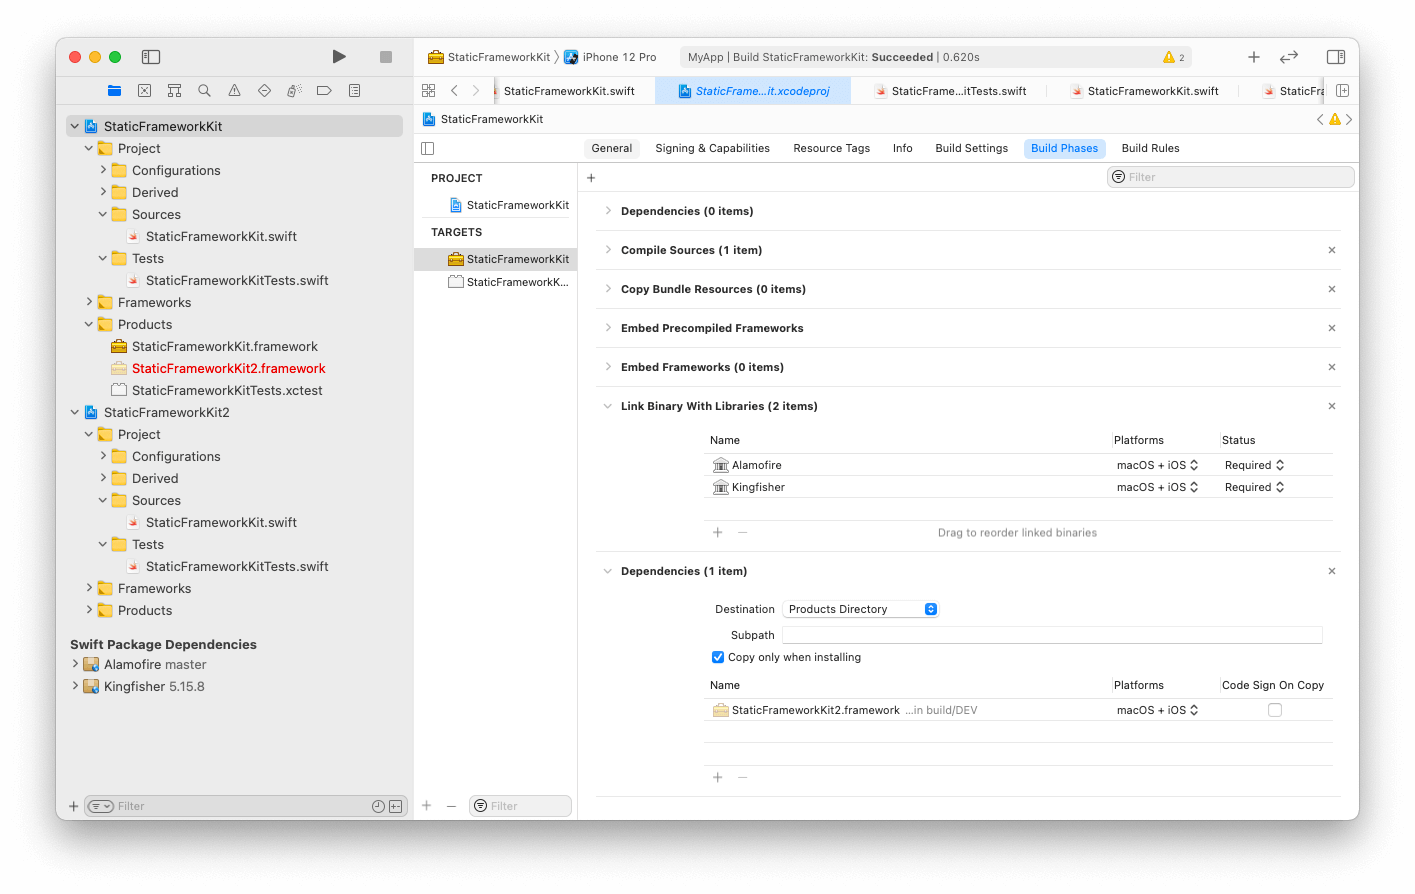 StaticFrameworkKit
iPhone 12 Pro
MyApp | Build StaticFrameworkKit: Succeeded | 0.620s
2
StaticFrameworkKit.swift
StaticFrame...it.xcodeproj
StaticFrame...itTests.swift
StaticFrameworkKit.swift
StaticFra
StaticFrameworkKit
General
Signing & Capabilities
Resource Tags
Info
Build Settings
Build Phases
Build Rules
StaticFrameworkKit
Project
Configurations
Derived
Sources
StaticFrameworkKit.swift
Tests
StaticFrameworkKitTests.swift
Frameworks
Products
StaticFrameworkKit.framework
StaticFrameworkKit2.framework
StaticFrameworkKitTests.xctest
StaticFrameworkKit2
Project
Configurations
Derived
Sources
StaticFrameworkKit.swift
Tests
StaticFrameworkKitTests.swift
Frameworks
Products
Swift Package Dependencies
Alamofire master
Kingfisher 5.15.8
Filter
PROJECT
StaticFrameworkKit
TARGETS
StaticFrameworkKit
StaticFrameworkK...
Filter
Filter
Dependencies (0 items)
Compile Sources (1 item)
Copy Bundle Resources (0 items)
Embed Precompiled Frameworks
Embed Frameworks (0 items)
Link Binary With Libraries (2 items)
Name Platforms Status
Alamofire macOS + iOS Required
Kingfisher macOS + iOS Required
Drag to reorder linked binaries
Dependencies (1 item)
Destination Products Directory
Subpath
Copy only when installing
Name Platforms Code Sign On Copy
StaticFrameworkKit2.framework ...in build/DEV macOS + iOS